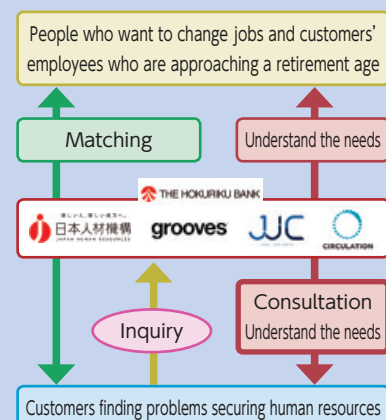 People who want to change jobs and customers'
employees who are approaching a retirement age
Matching
Understand the needs
THE HOKURIKU BANK
日本人材機構
JAPAN HUMAN RESOURCES
grooves
JJC
CIRCULATION
Inquiry
Consultation
Understand the needs
Customers finding problems securing human resources